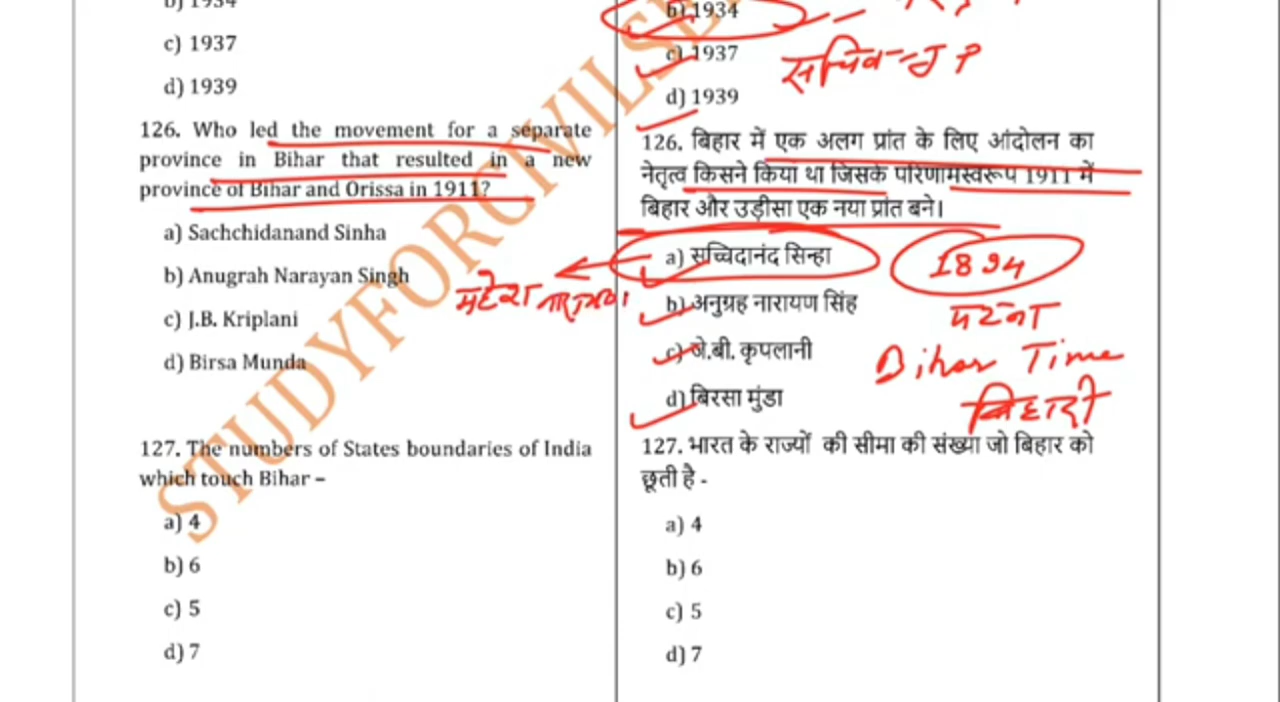 b) 1934
c) 1937
d) 1939
126. Who led the movement for a separate
province in Bihar that resulted in a new
province of Bihar and Orissa in 1911?
a) Sachchidanand Sinha
b) Anugrah Narayan Singh
c) J.B. Kriplani
d) Birsa Munda
127. The numbers of States boundaries of India
which touch Bihar –
a) 4
b) 6
c) 5
d) 7
b) 1934
c) 1937
सचिव - J P
d) 1939
126. बिहार में एक अलग प्रांत के लिए आंदोलन का
नेतृत्व किसने किया था जिसके परिणामस्वरूप 1911 में
बिहार और उड़ीसा एक नया प्रांत बने।
a) सच्चिदानंद सिन्हा
1894
महेश नारायण
b) अनुग्रह नारायण सिंह
पटना
c) जे.बी. कृपलानी
Bihar Time
d) बिरसा मुंडा
बिहारी
127. भारत के राज्यों की सीमा की संख्या जो बिहार को
छूती है -
a) 4
b) 6
c) 5
d) 7
STUDYFORCIVILSE